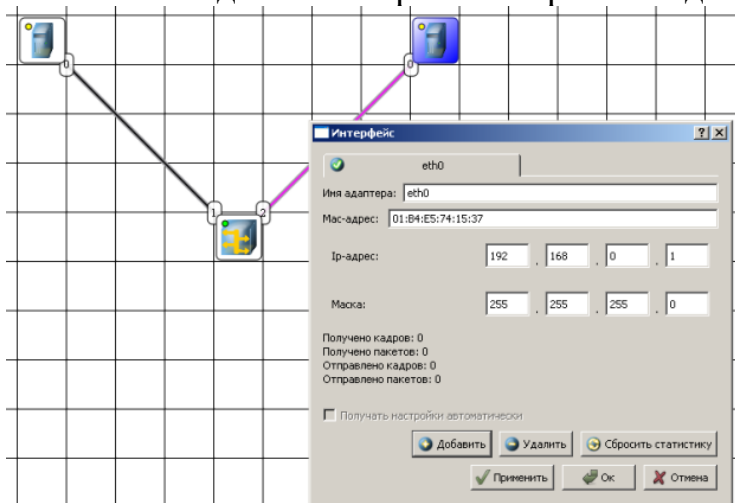 0
0
1
2
Интерфейс
eth0
Имя адаптера: eth0
Mac-адрес: 01:B4:E5:74:15:37
Ip-адрес: 192 . 168 . 0 . 1
Маска: 255 . 255 . 255 . 0
Получено кадров: 0
Получено пакетов: 0
Отправлено кадров: 0
Отправлено пакетов: 0
Получать настройки автоматически
Добавить Удалить Сбросить статистику
Применить Ок Отмена